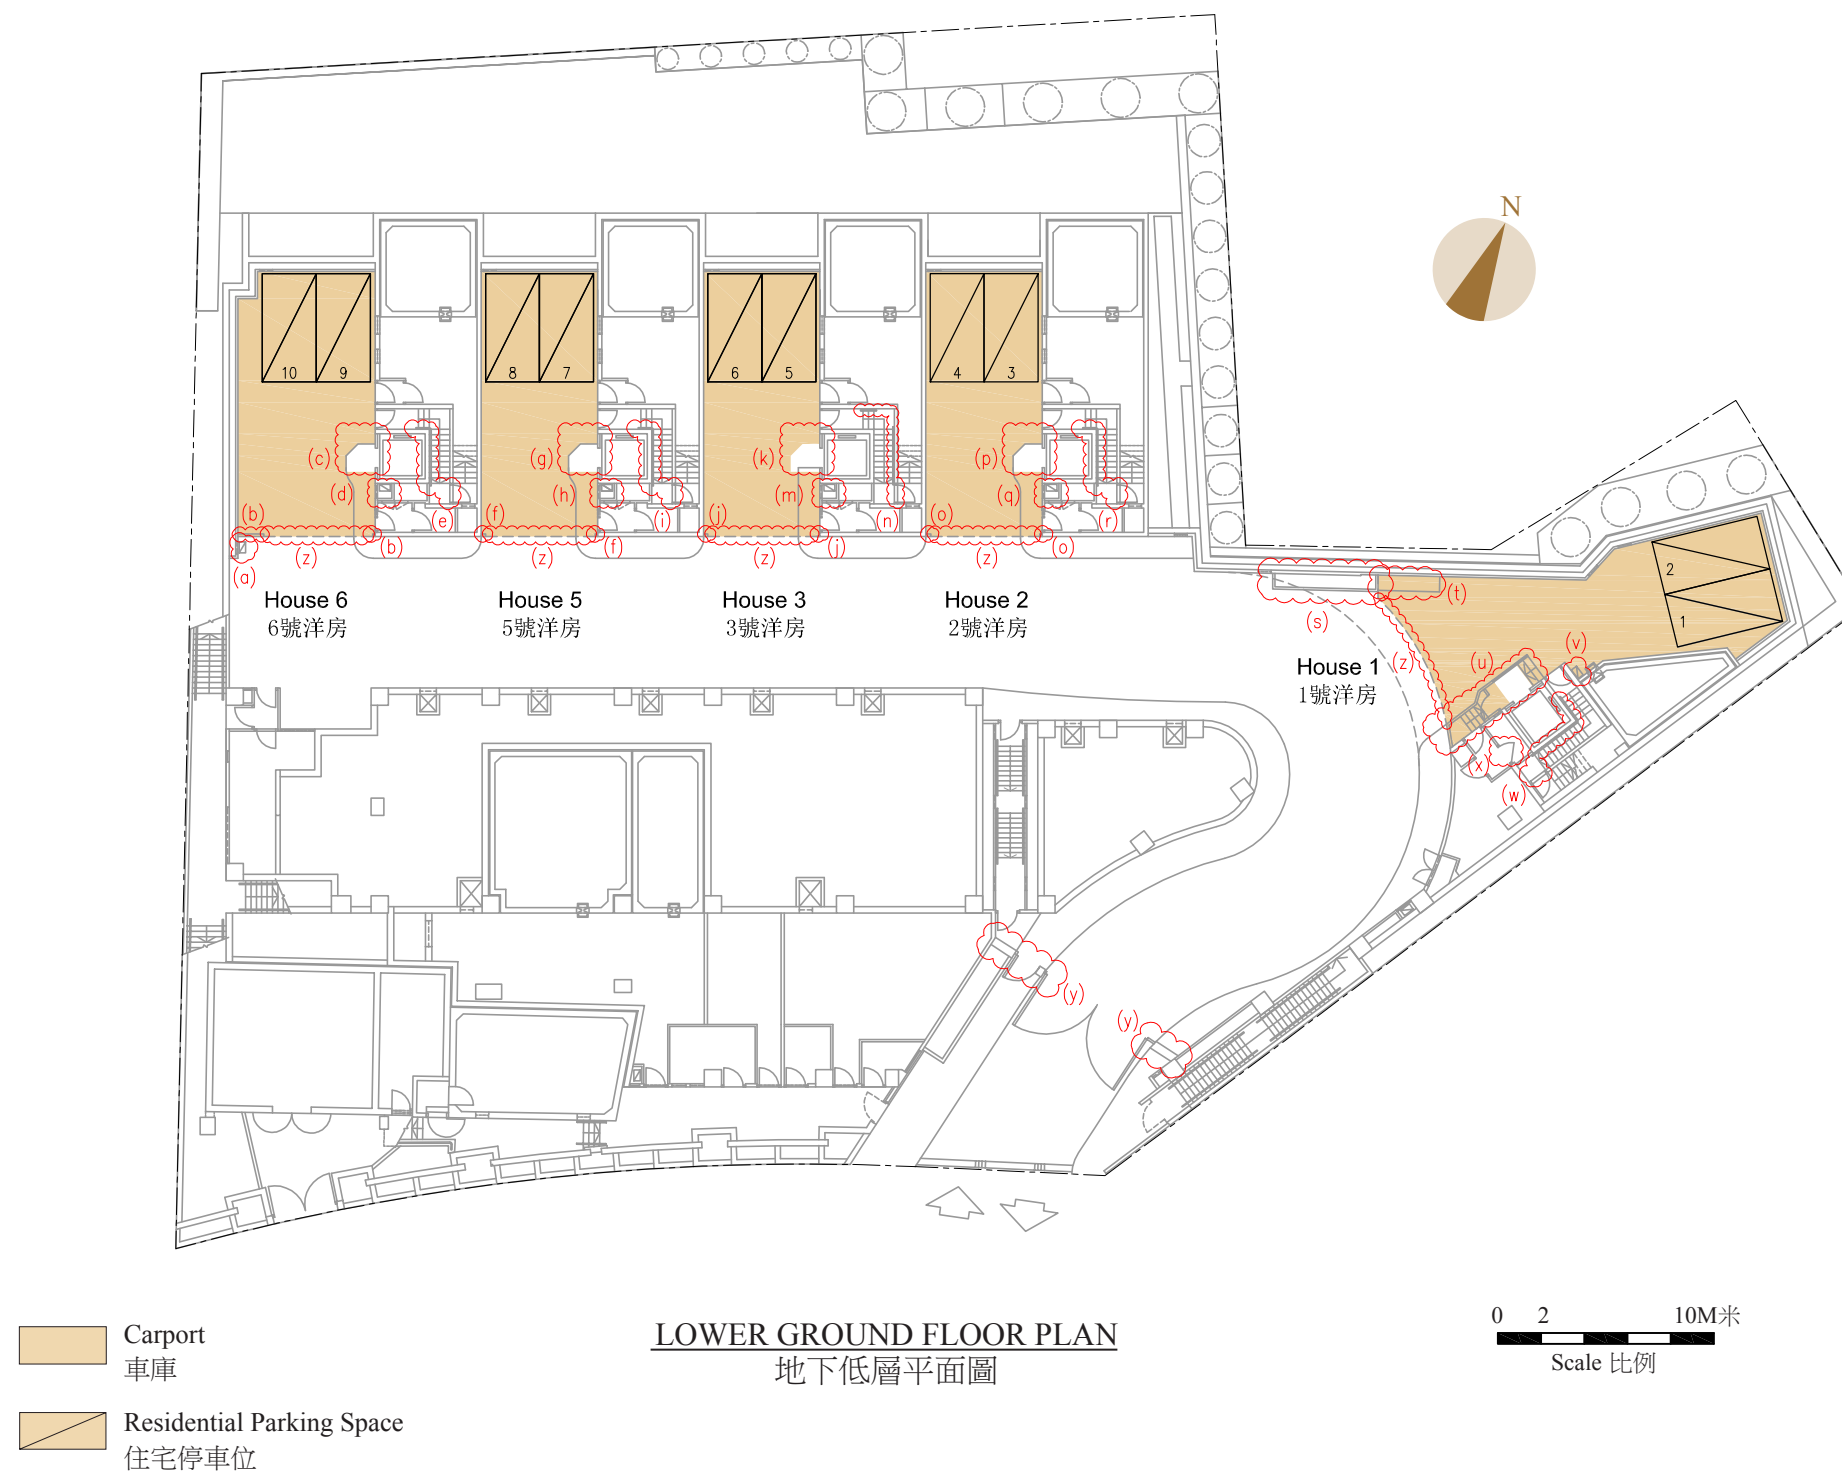 N
10 9
8 7
6 5
4 3
(c) (g) (k) (p)
(d) (e) (h) (i) (m) (n) (q) (r)
(b) (f) (j) (o)
(z) (b) (z) (f) (z) (j) (z) (o)
(a)
2
1
(t)
(s)
House 6
6號洋房
House 5
5號洋房
House 3
3號洋房
House 2
2號洋房
House 1
1號洋房
(z) (u) (v)
(x)
(w)
(y)
(y)
Carport
車庫
Residential Parking Space
住宅停車位
LOWER GROUND FLOOR PLAN
地下低層平面圖
0 2 10M米
Scale 比例